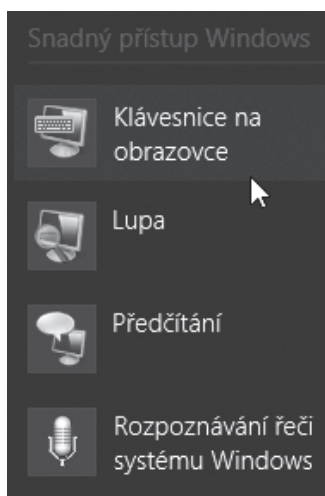 Snadný přístup Windows
Klávesnice na
obrazovce
Lupa
Předčítání
Rozpoznávání řeči
systému Windows